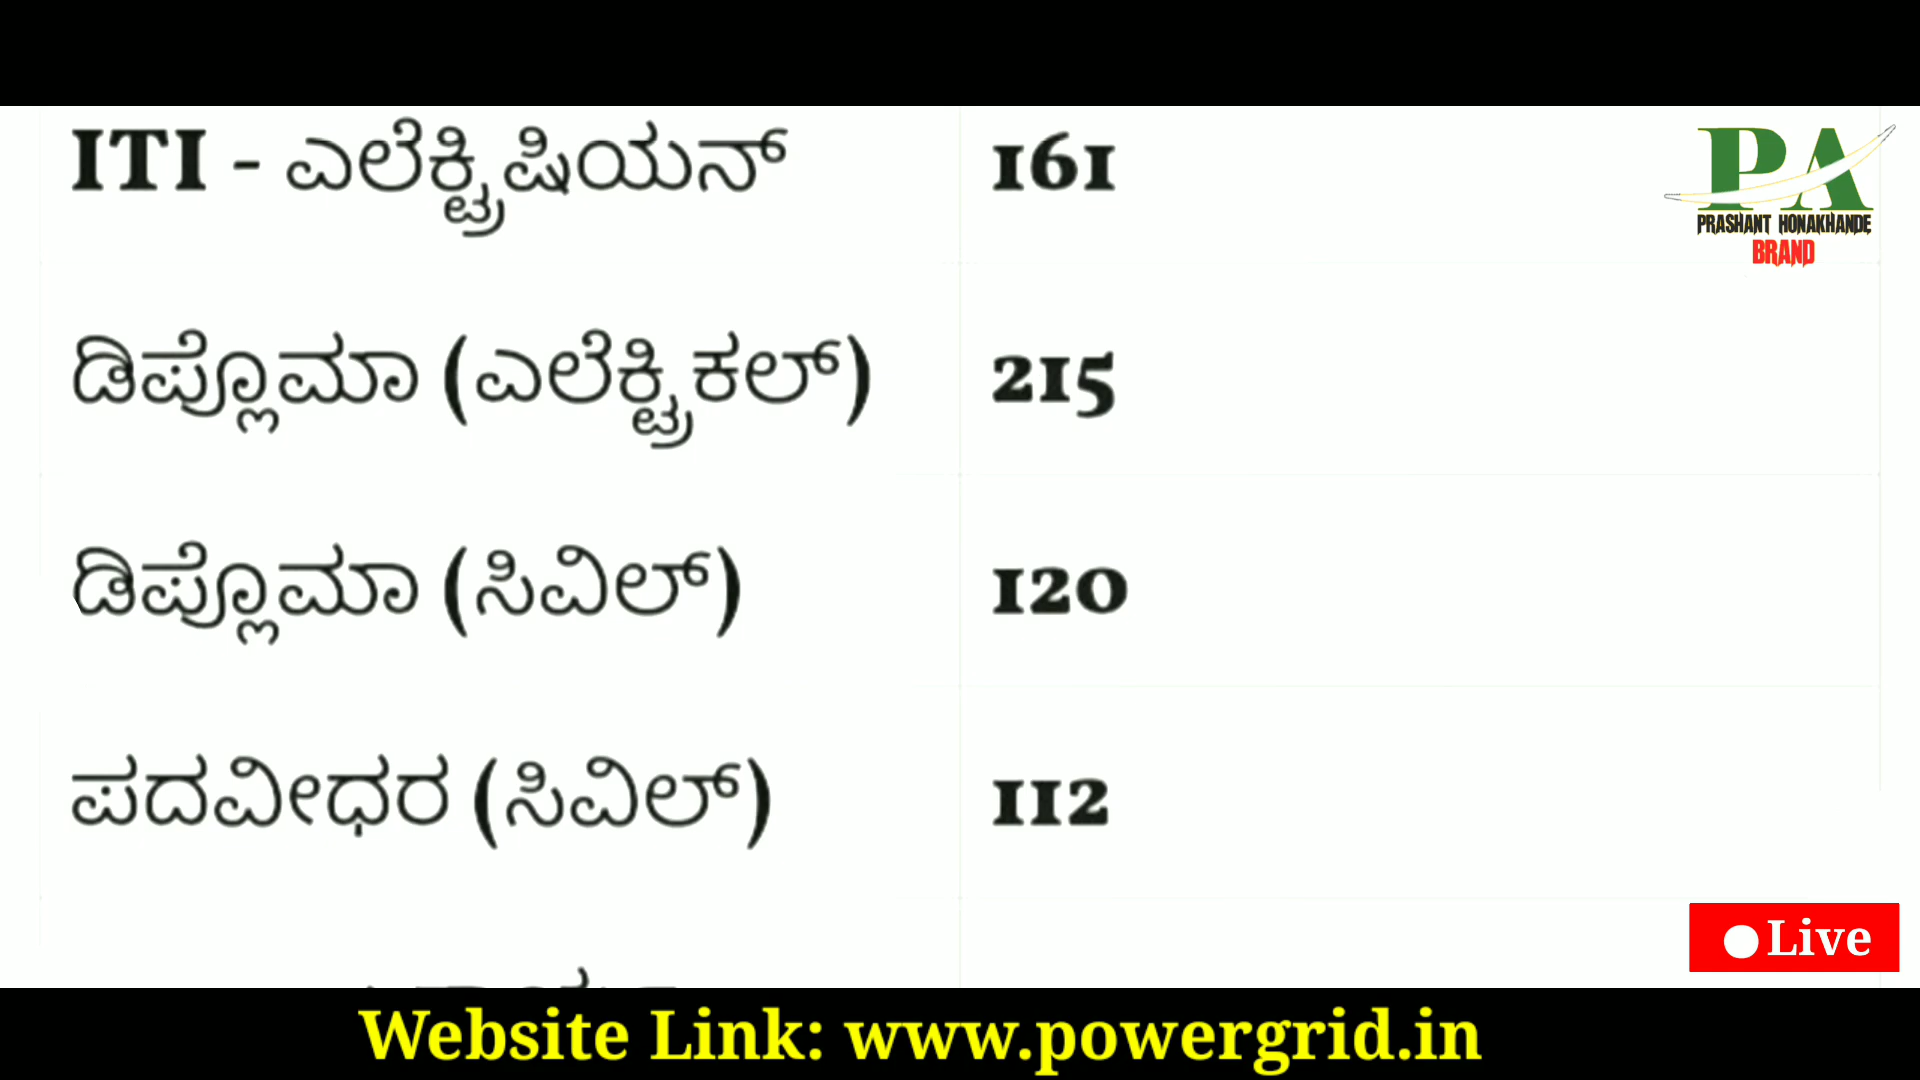 ITI - ಎಲೆಕ್ಟ್ರಿಷಿಯನ್ 161
ಡಿಪ್ಲೊಮಾ (ಎಲೆಕ್ಟ್ರಿಕಲ್) 215
ಡಿಪ್ಲೊಮಾ (ಸಿವಿಲ್) 120
ಪದವೀಧರ (ಸಿವಿಲ್) 112
PA
PRASHANT HONAKHANDE
BRAND
Live
Website Link: www.powergrid.in